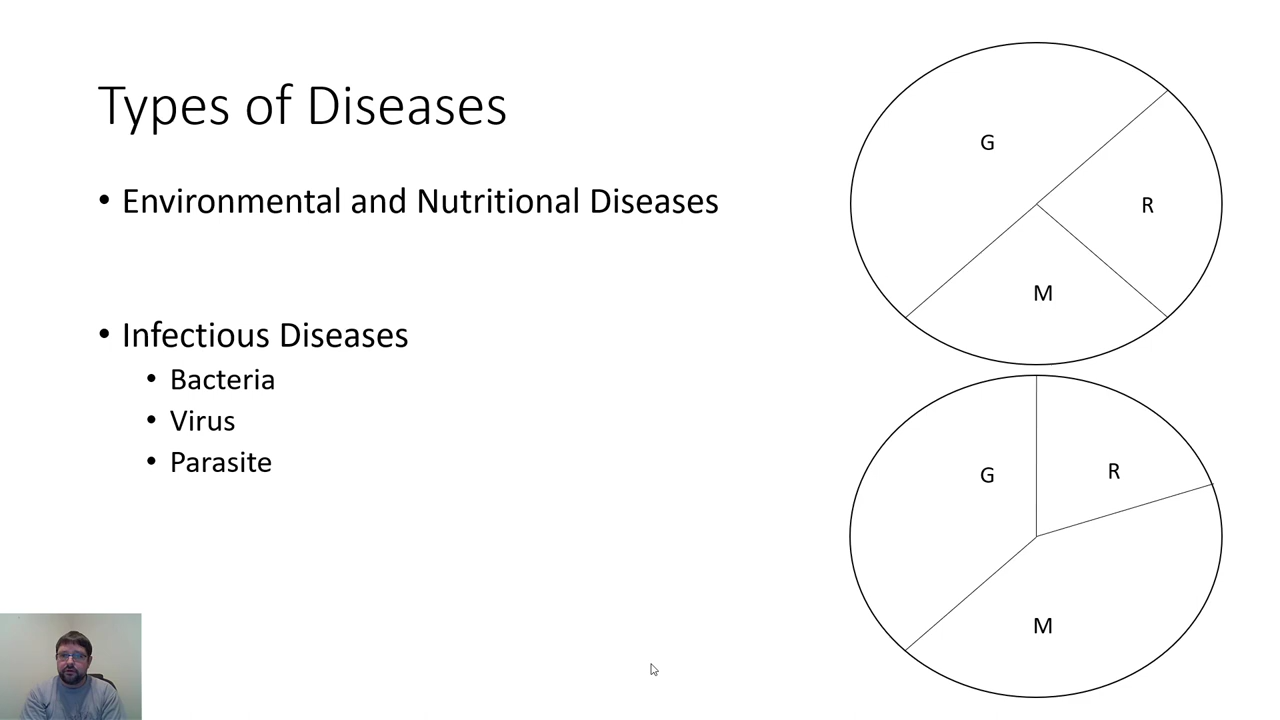 Types of Diseases
• Environmental and Nutritional Diseases
• Infectious Diseases
• Bacteria
• Virus
• Parasite
G
R
M
G
R
M